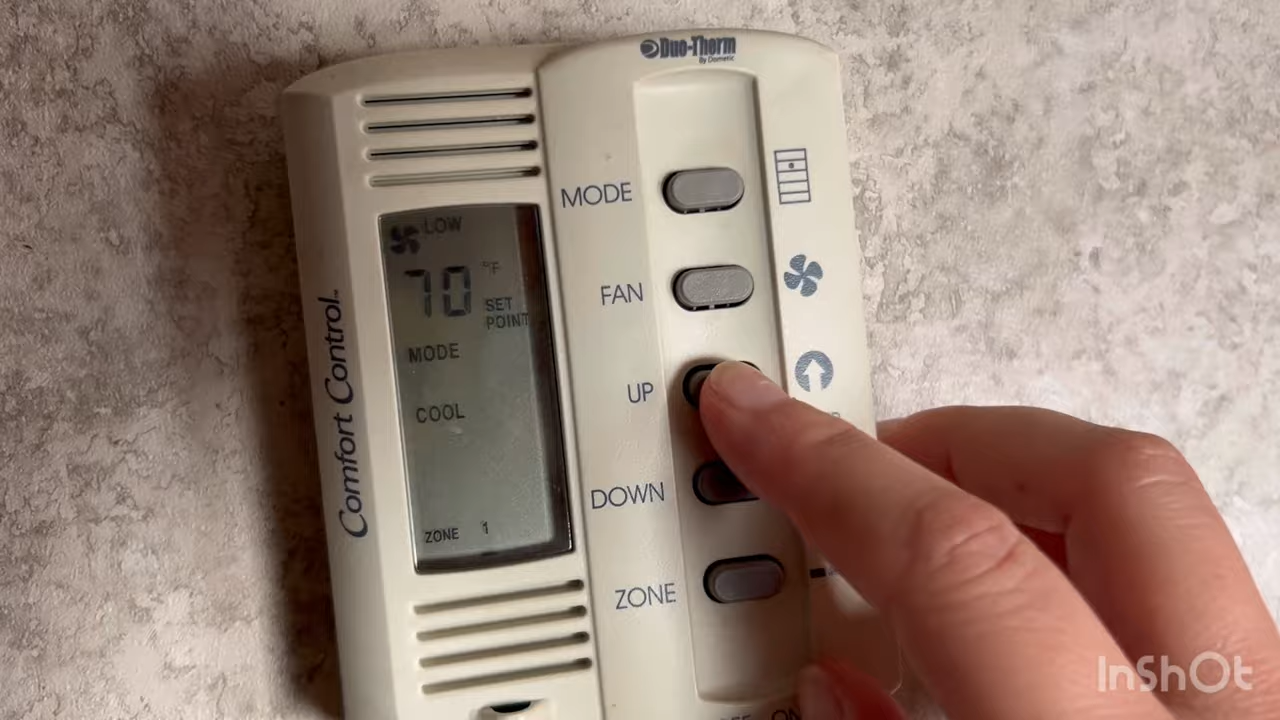 Duo-Therm
By Dometic
MODE
FAN
UP
DOWN
ZONE
LOW
70 °F
SET
POINT
MODE
COOL
ZONE 1
Comfort Control™
InShOt